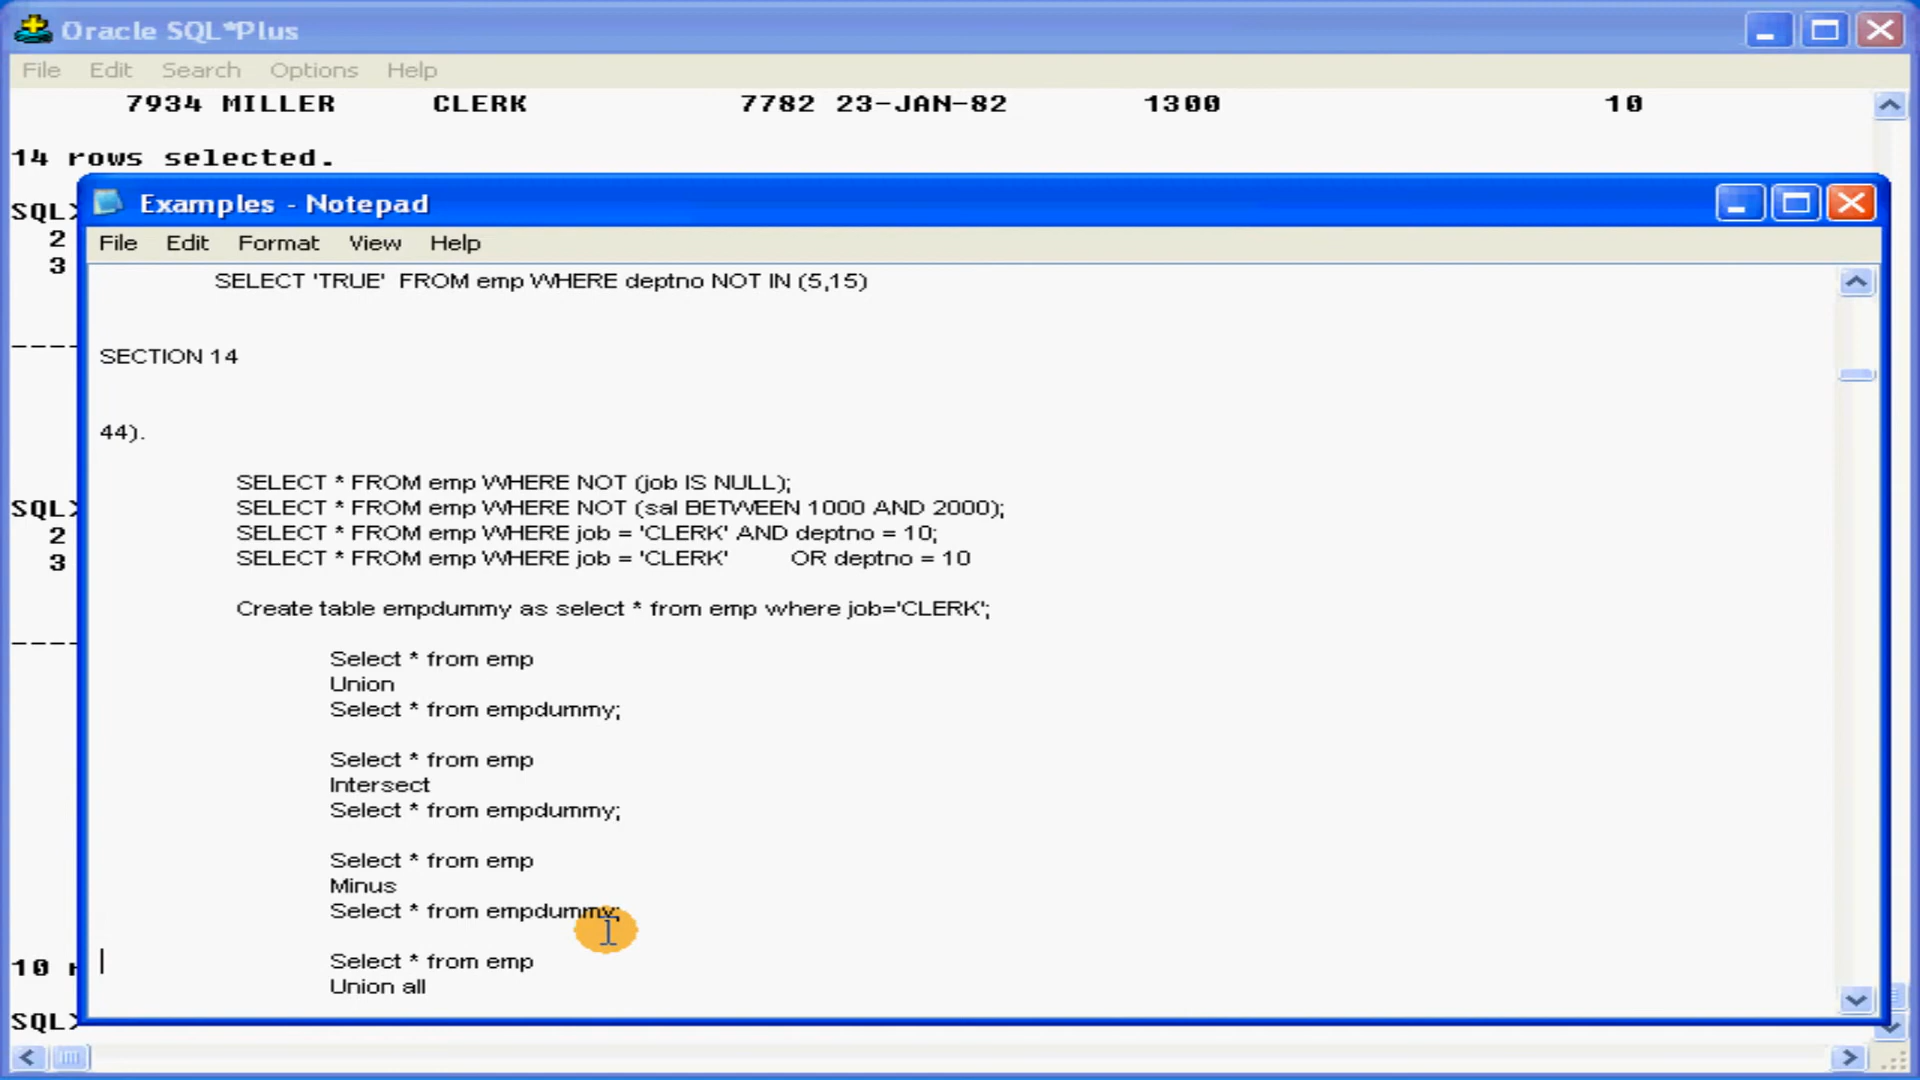 Oracle SQL*Plus
File Edit Search Options Help
7934 MILLER CLERK 7782 23-JAN-82 1300 10
14 rows selected.
SQL>
2
3
----
SQL>
2
3
----
10
SQL>
Examples - Notepad
File Edit Format View Help
SELECT 'TRUE' FROM emp WHERE deptno NOT IN (5,15)
SECTION 14
44).
SELECT * FROM emp WHERE NOT (job IS NULL);
SELECT * FROM emp WHERE NOT (sal BETWEEN 1000 AND 2000);
SELECT * FROM emp WHERE job = 'CLERK' AND deptno = 10;
SELECT * FROM emp WHERE job = 'CLERK' OR deptno = 10
Create table empdummy as select * from emp where job='CLERK';
Select * from emp
Union
Select * from empdummy;
Select * from emp
Intersect
Select * from empdummy;
Select * from emp
Minus
Select * from empdummy;
Select * from emp
Union all